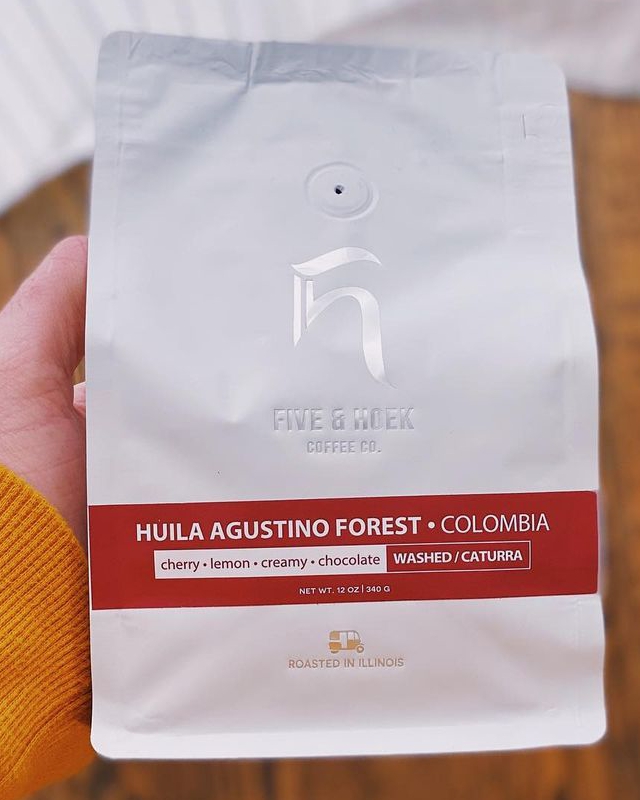 FIVE & HOEK
COFFEE CO.
HUILA AGUSTINO FOREST • COLOMBIA
cherry • lemon • creamy • chocolate WASHED / CATURRA
NET WT. 12 OZ | 340 G
ROASTED IN ILLINOIS